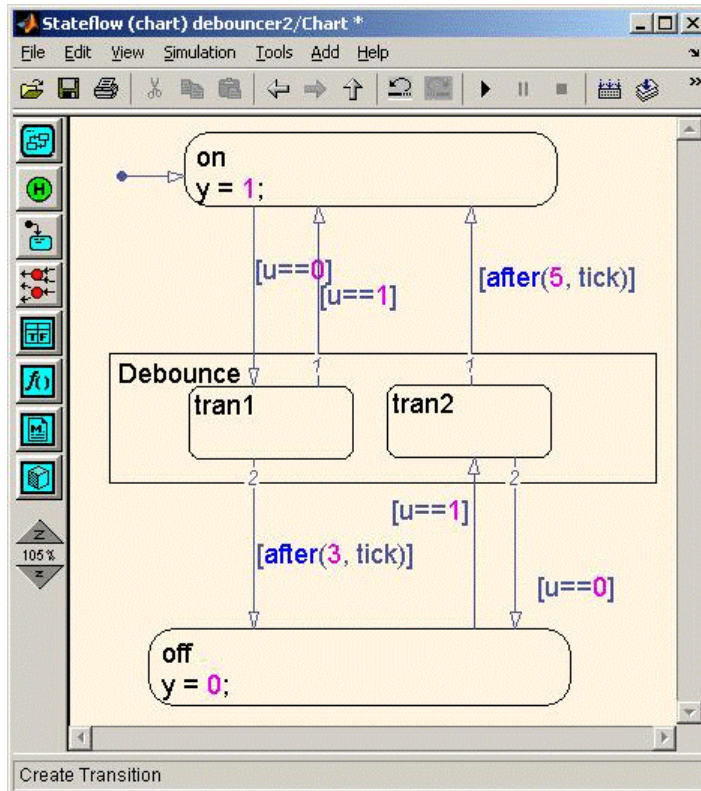 Stateflow (chart) debouncer2/Chart *
File Edit View Simulation Tools Add Help
»
H
TF
f()
M
Z
105 %
z
on
y = 1;
[u==0]
[u==1]
[after(5, tick)]
1
1
Debounce
tran1
tran2
2
2
[u==1]
[after(3, tick)]
[u==0]
off
y = 0;
Create Transition